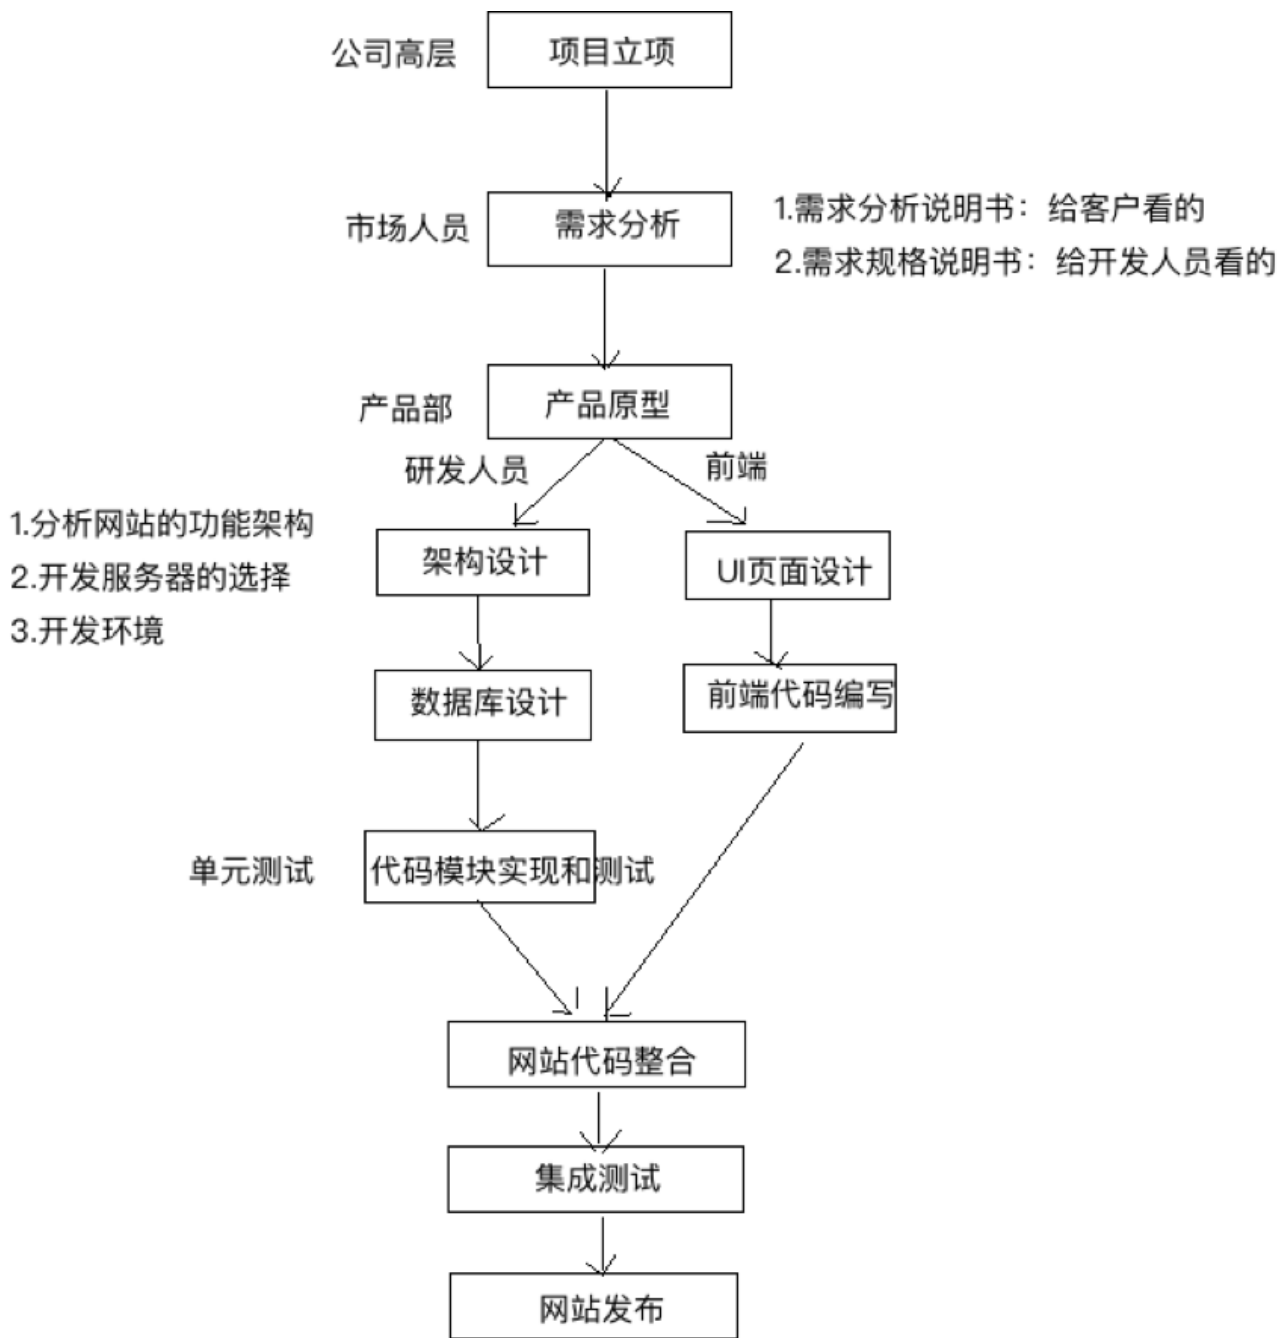 公司高层
项目立项
市场人员
需求分析
1.需求分析说明书：给客户看的
2.需求规格说明书：给开发人员看的
产品部
产品原型
研发人员
前端
1.分析网站的功能架构
2.开发服务器的选择
3.开发环境
架构设计
UI页面设计
数据库设计
前端代码编写
单元测试
代码模块实现和测试
网站代码整合
集成测试
网站发布